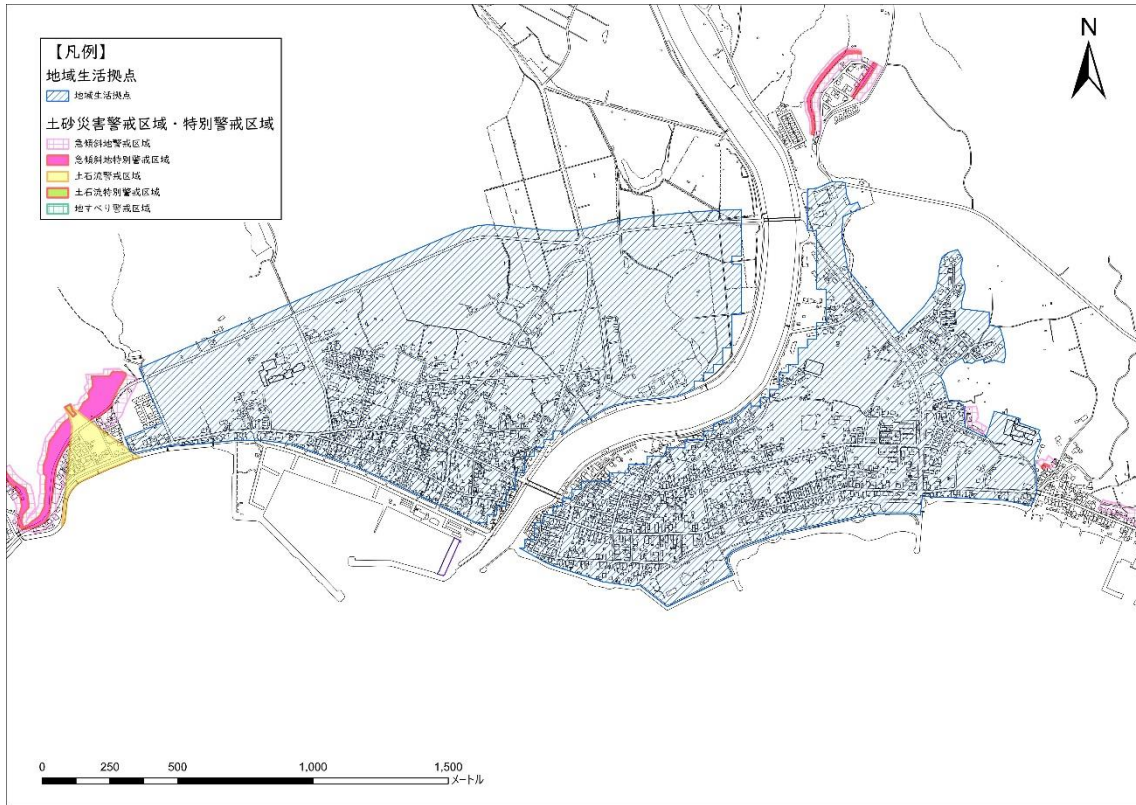 【凡例】
地域生活拠点
地域生活拠点
土砂災害警戒区域・特別警戒区域
急傾斜地警戒区域
急傾斜地特別警戒区域
土石流警戒区域
土石流特別警戒区域
地すべり警戒区域
N
0 250 500 1,000 1,500
メートル